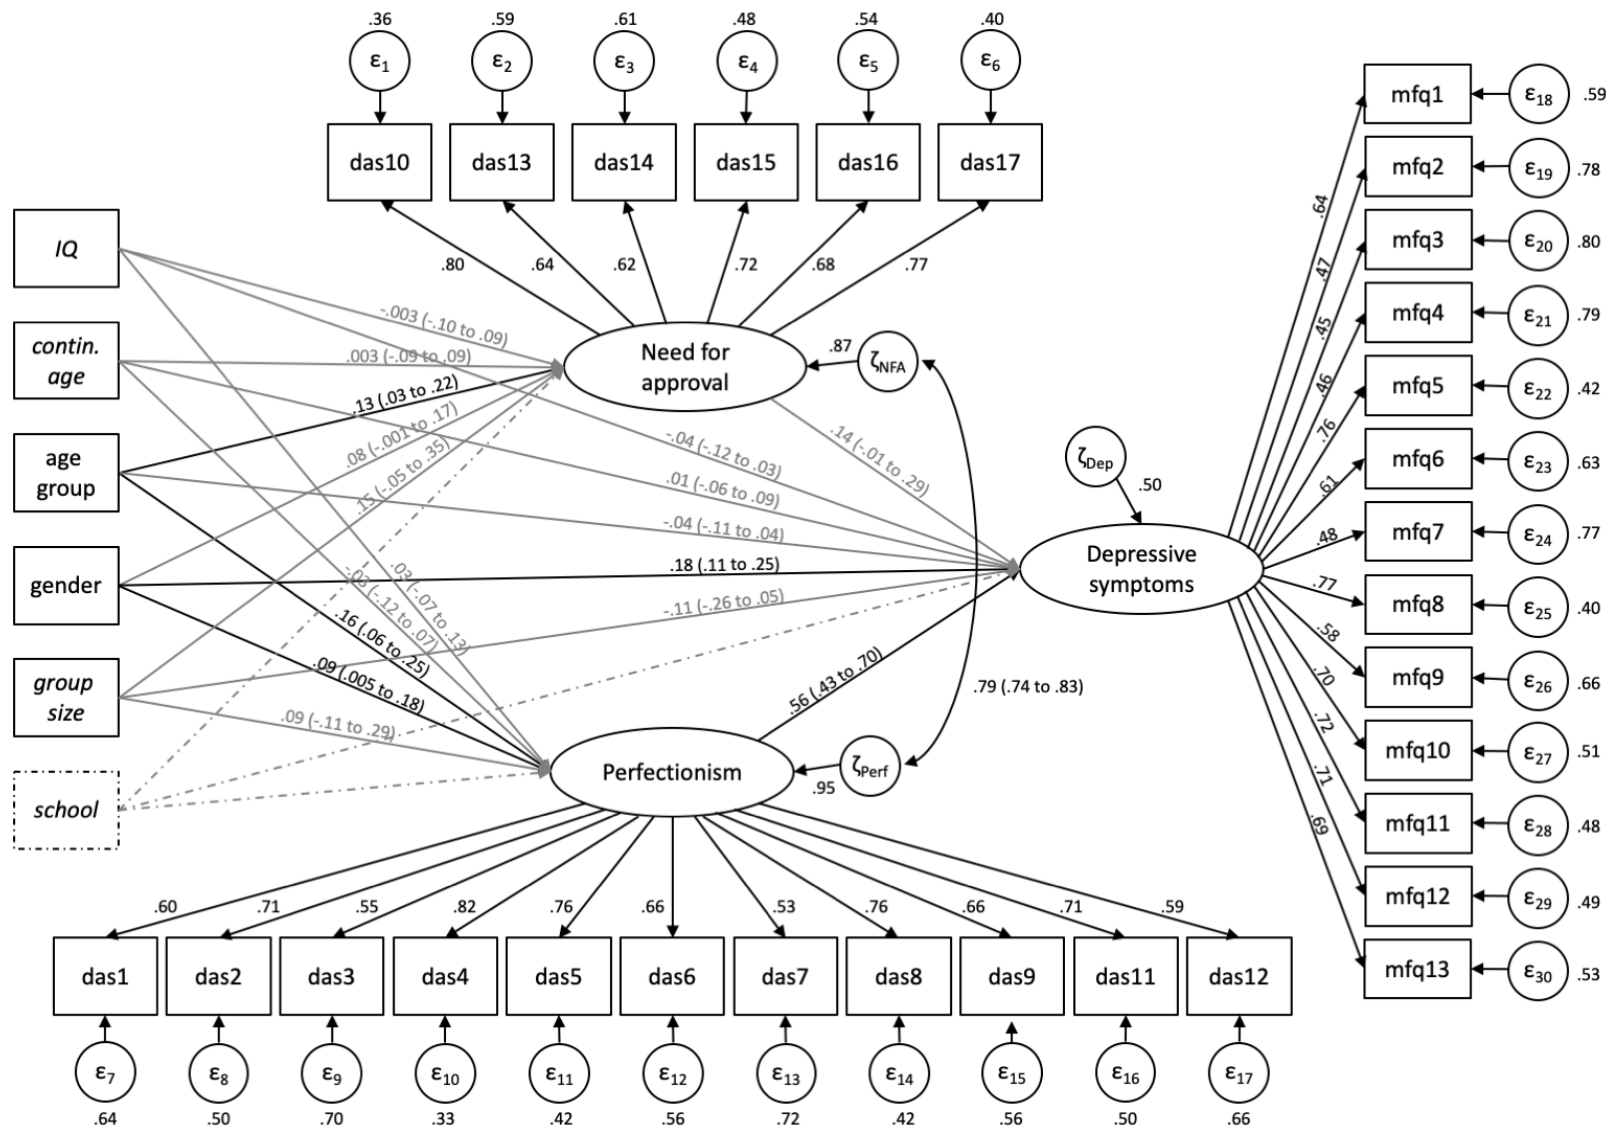 .36 .59 .61 .48 .54 .40
ε1 ε2 ε3 ε4 ε5 ε6
das10 das13 das14 das15 das16 das17
.80 .64 .62 .72 .68 .77
IQ
contin.
age
age
group
gender
group
size
school
-.003 (-.10 to .09)
.003 (-.09 to .09)
.13 (.03 to .22)
.08 (-.001 to .17)
.15 (-.05 to .35)
Need for
approval
.87
ζNFA
-.04 (-.12 to .03)
.01 (-.06 to .09)
-.04 (-.11 to .04)
.18 (.11 to .25)
-.11 (-.26 to .05)
.14 (-.01 to .29)
.03 (-.07 to .13)
-.03 (-.12 to .07)
.16 (.06 to .25)
.09 (.005 to .18)
.09 (-.11 to .29)
.56 (.43 to .70)
.79 (.74 to .83)
ζDep
.50
Depressive
symptoms
Perfectionism
ζPerf
.95
.60 .71 .55 .82 .76 .66 .53 .76 .66 .71 .59
das1 das2 das3 das4 das5 das6 das7 das8 das9 das11 das12
ε7 ε8 ε9 ε10 ε11 ε12 ε13 ε14 ε15 ε16 ε17
.64 .50 .70 .33 .42 .56 .72 .42 .56 .50 .66
.64 mfq1 ε18 .59
.47 mfq2 ε19 .78
.45 mfq3 ε20 .80
.46 mfq4 ε21 .79
.76 mfq5 ε22 .42
.61 mfq6 ε23 .63
.48 mfq7 ε24 .77
.77 mfq8 ε25 .40
.58 mfq9 ε26 .66
.70 mfq10 ε27 .51
.72 mfq11 ε28 .48
.71 mfq12 ε29 .49
.69 mfq13 ε30 .53